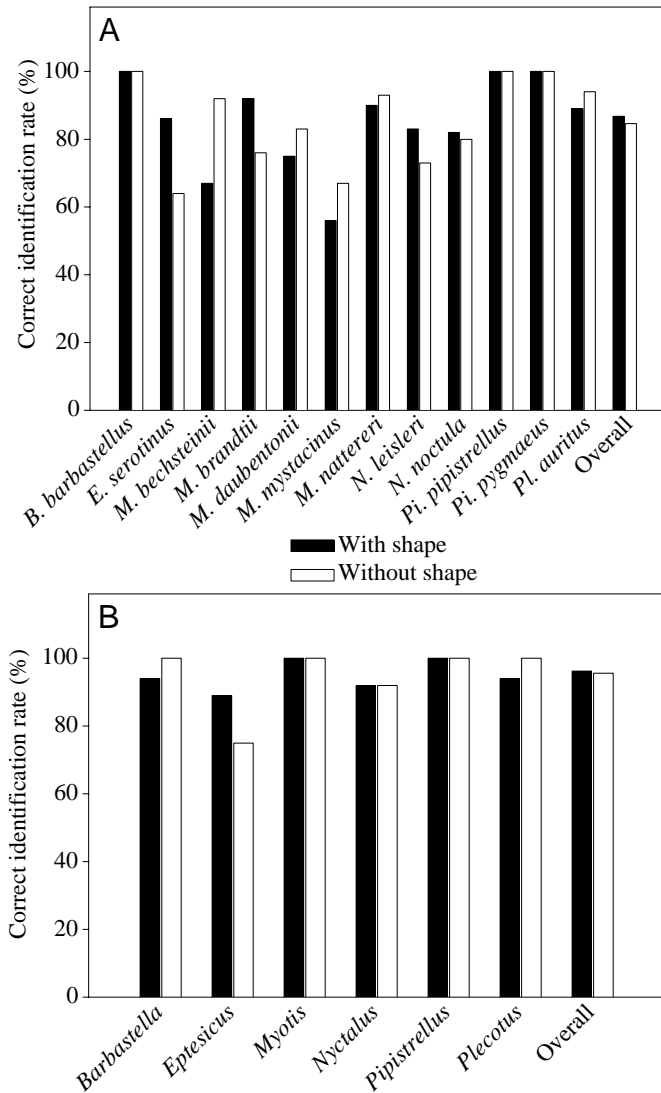 A
Correct identification rate (%)
100
80
60
40
20
0
B. barbastellus
E. serotinus
M. bechsteinii
M. brandtii
M. daubentonii
M. mystacinus
M. nattereri
N. leisleri
N. noctula
Pi. pipistrellus
Pi. pygmaeus
Pl. auritus
Overall
With shape
Without shape
B
Correct identification rate (%)
100
80
60
40
20
0
Barbastella
Eptesicus
Myotis
Nyctalus
Pipistrellus
Plecotus
Overall